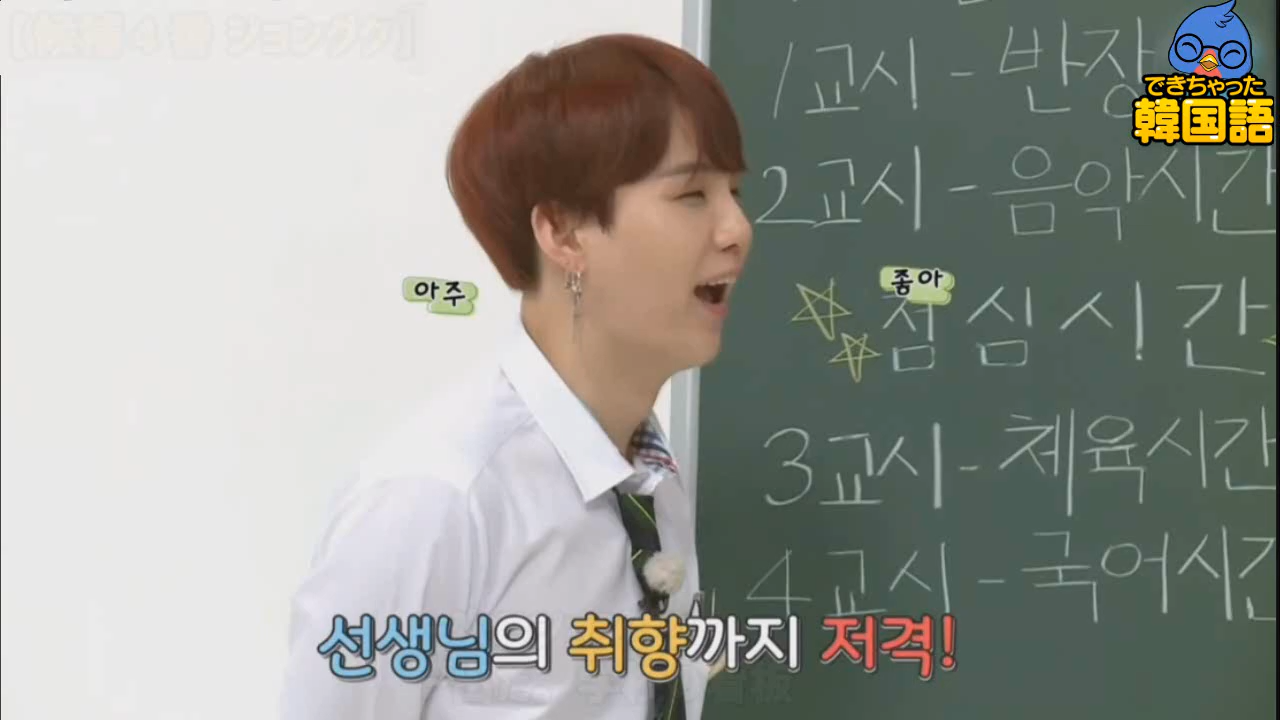 1교시 - 반장
できちゃった
韓国語
2교시 - 음악시간
아주
좋아
점심시간
3교시 - 체육시간
4교시 - 국어시간
선생님의 취향까지 저격!